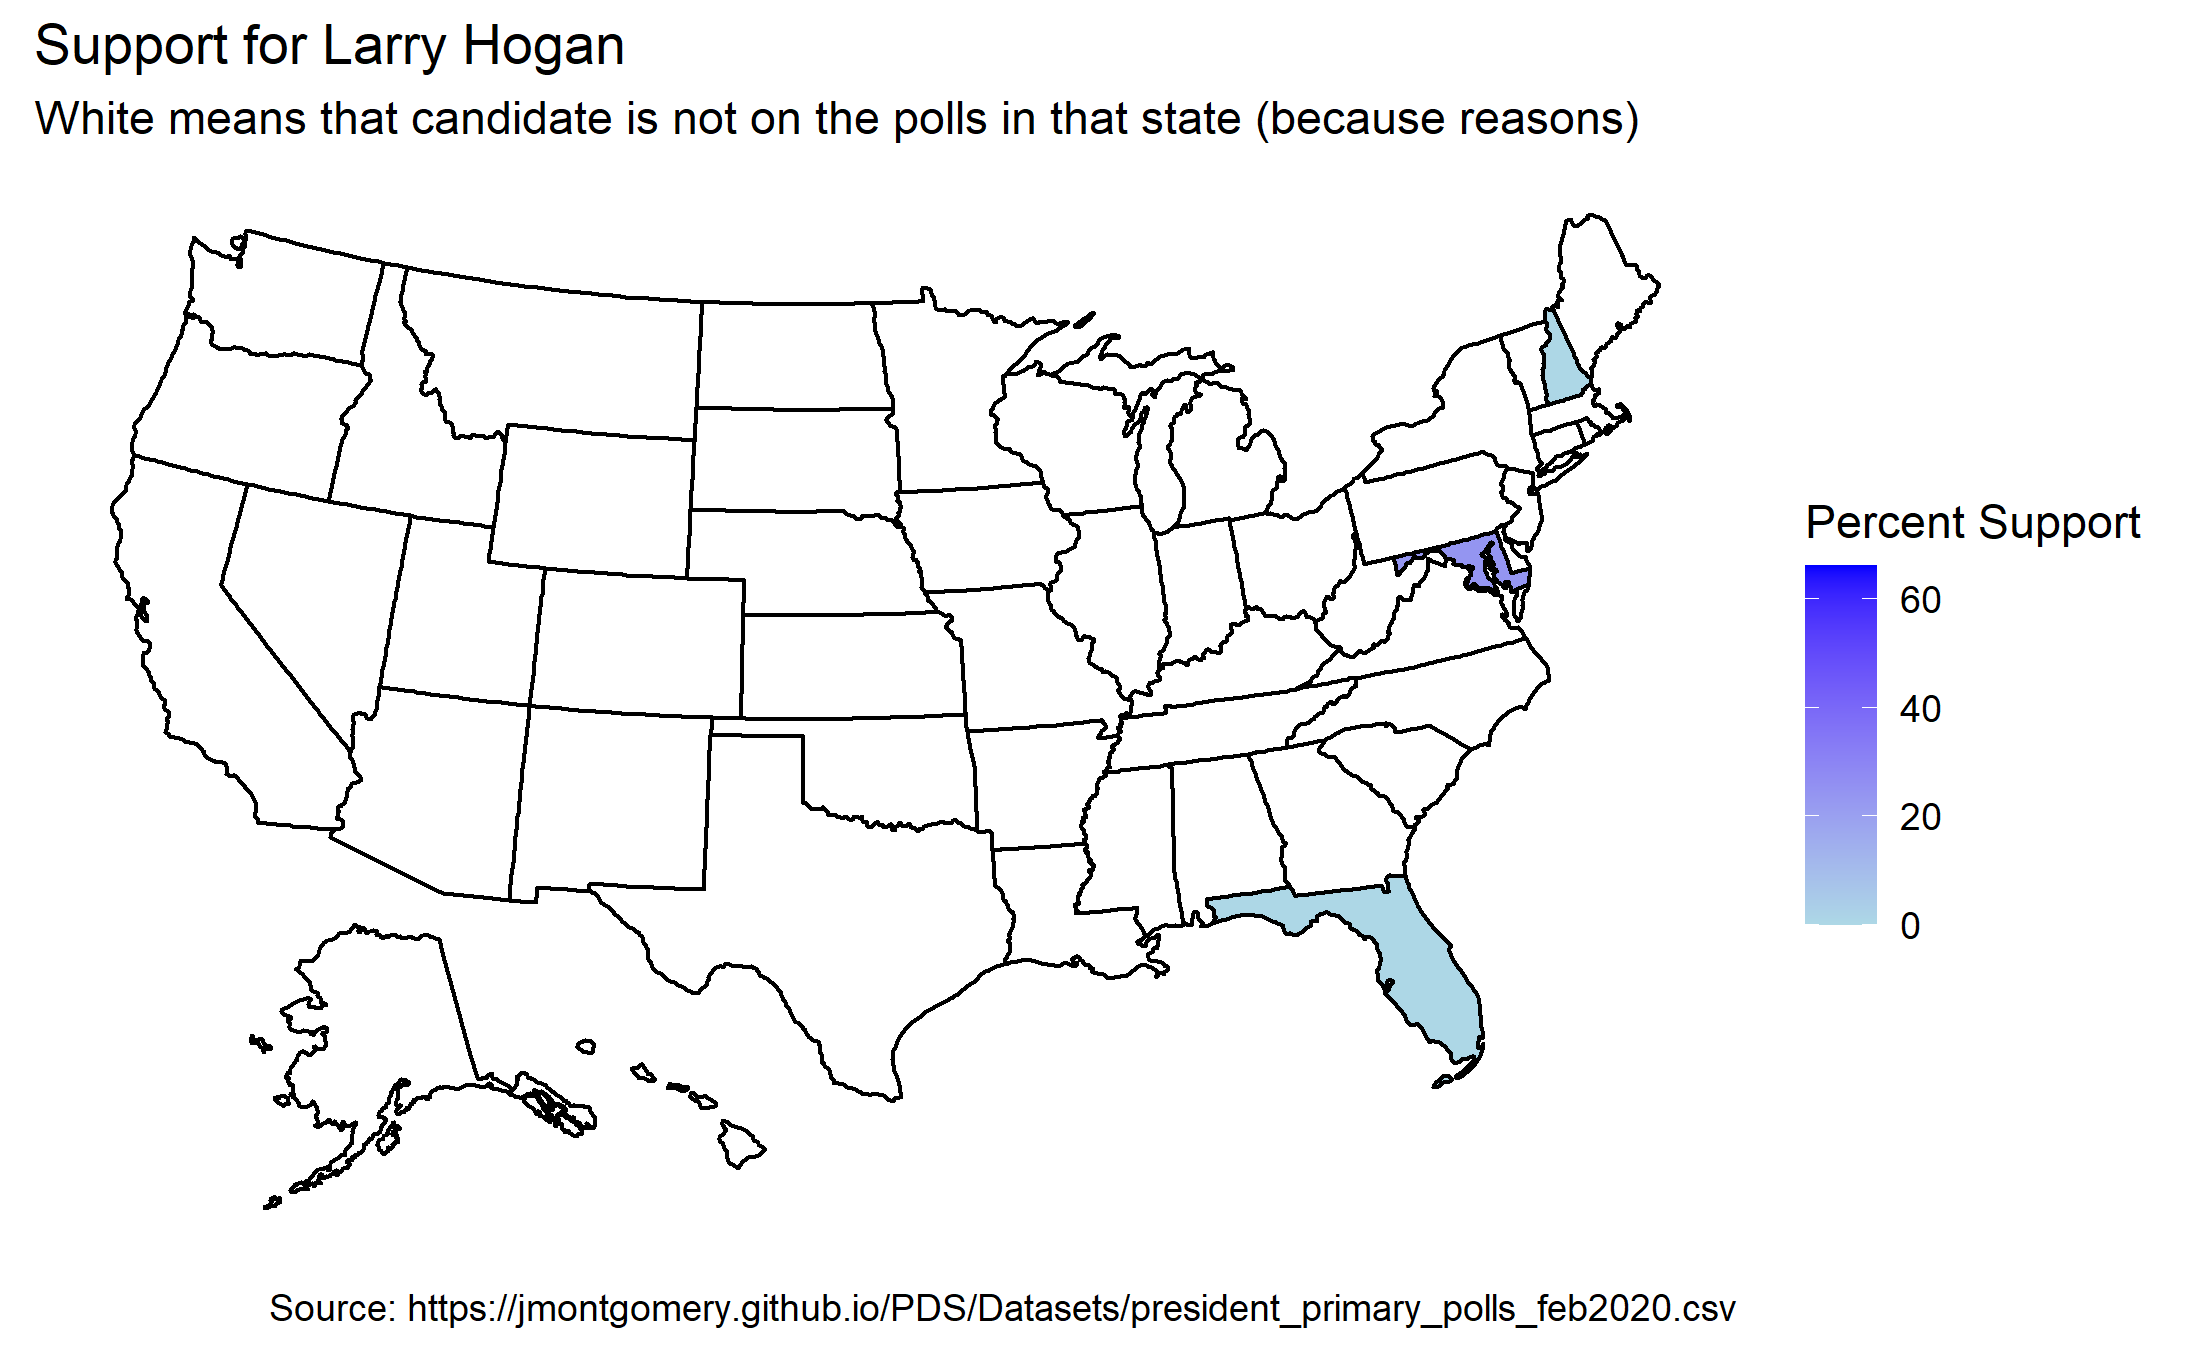 Support for Larry Hogan
White means that candidate is not on the polls in that state (because reasons)
Percent Support
60
40
20
0
Source: https://jmontgomery.github.io/PDS/Datasets/president_primary_polls_feb2020.csv